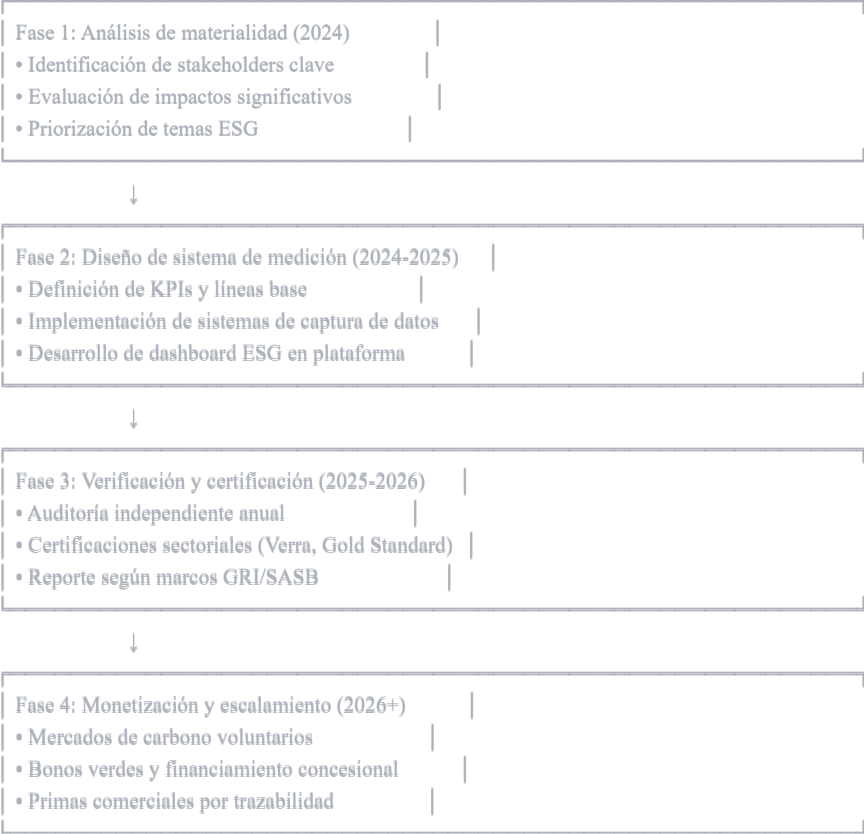 Fase 1: Análisis de materialidad (2024)
• Identificación de stakeholders clave
• Evaluación de impactos significativos
• Priorización de temas ESG
↓
Fase 2: Diseño de sistema de medición (2024-2025)
• Definición de KPIs y líneas base
• Implementación de sistemas de captura de datos
• Desarrollo de dashboard ESG en plataforma
↓
Fase 3: Verificación y certificación (2025-2026)
• Auditoría independiente anual
• Certificaciones sectoriales (Verra, Gold Standard)
• Reporte según marcos GRI/SASB
↓
Fase 4: Monetización y escalamiento (2026+)
• Mercados de carbono voluntarios
• Bonos verdes y financiamiento concesional
• Primas comerciales por trazabilidad